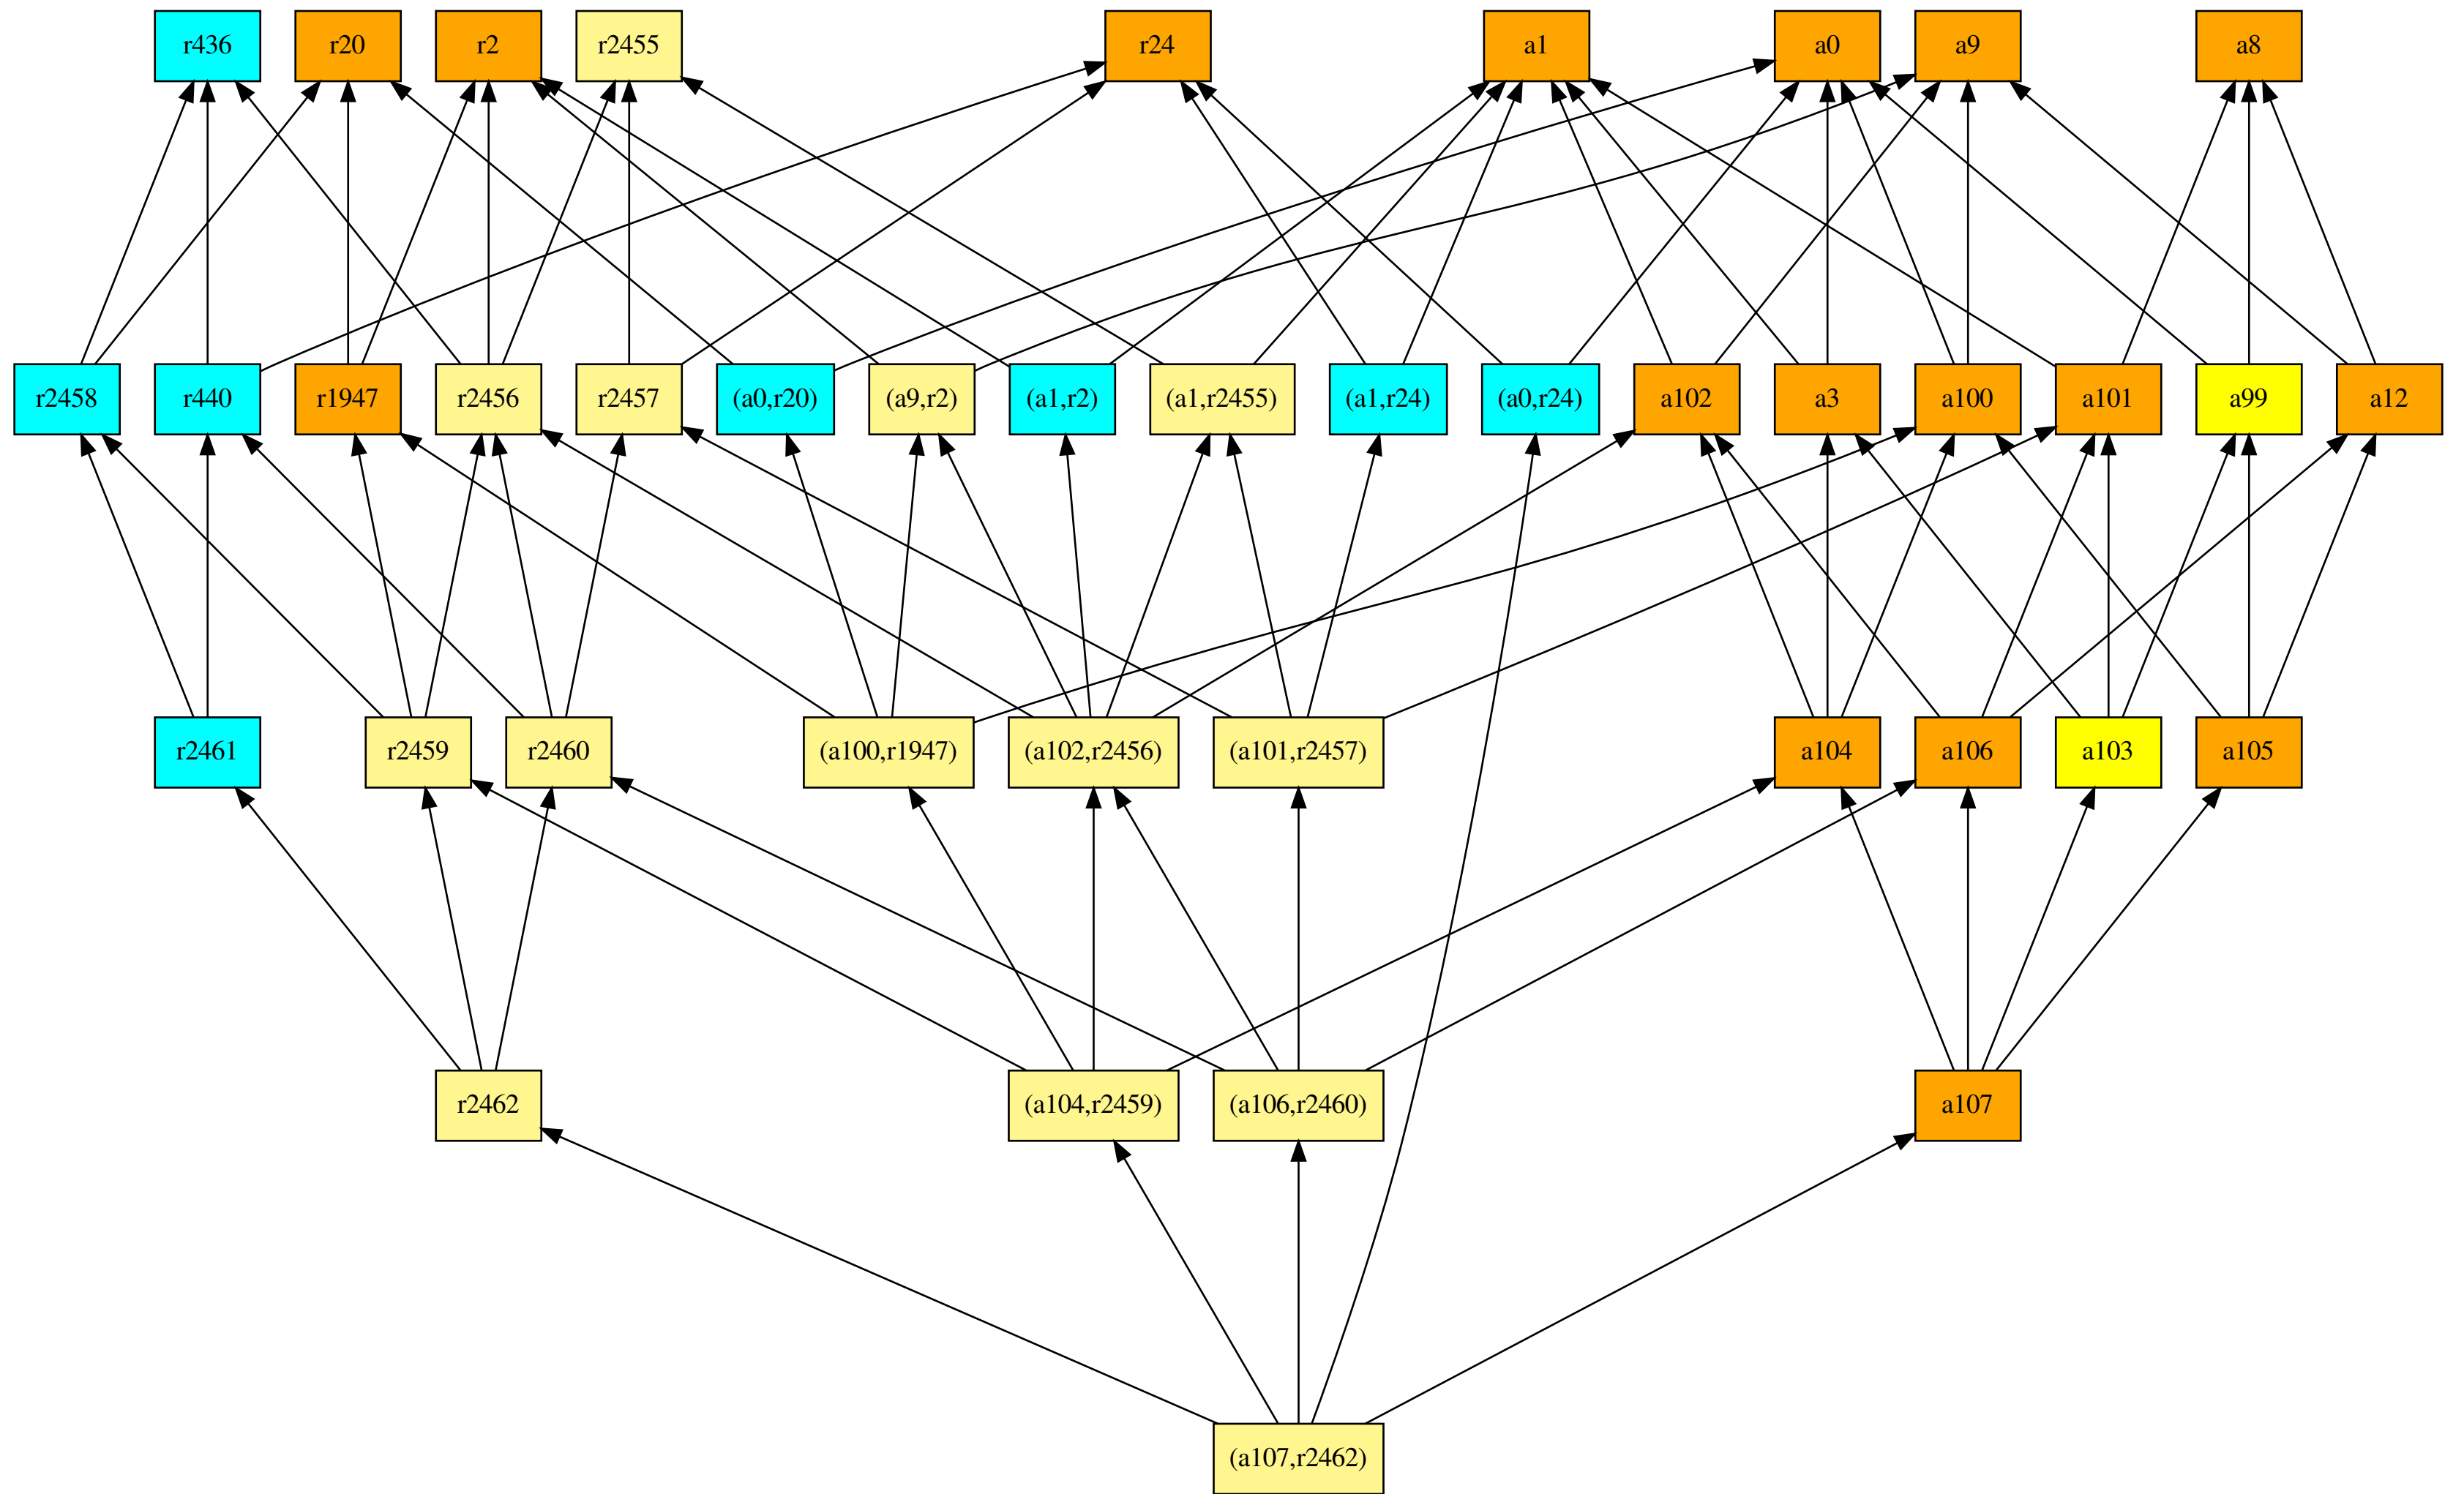 r436
r20
r2
r2455
r24
a1
a0
a9
a8
r2458
r440
r1947
r2456
r2457
(a0,r20)
(a9,r2)
(a1,r2)
(a1,r2455)
(a1,r24)
(a0,r24)
a102
a3
a100
a101
a99
a12
r2461
r2459
r2460
(a100,r1947)
(a102,r2456)
(a101,r2457)
a104
a106
a103
a105
r2462
(a104,r2459)
(a106,r2460)
a107
(a107,r2462)